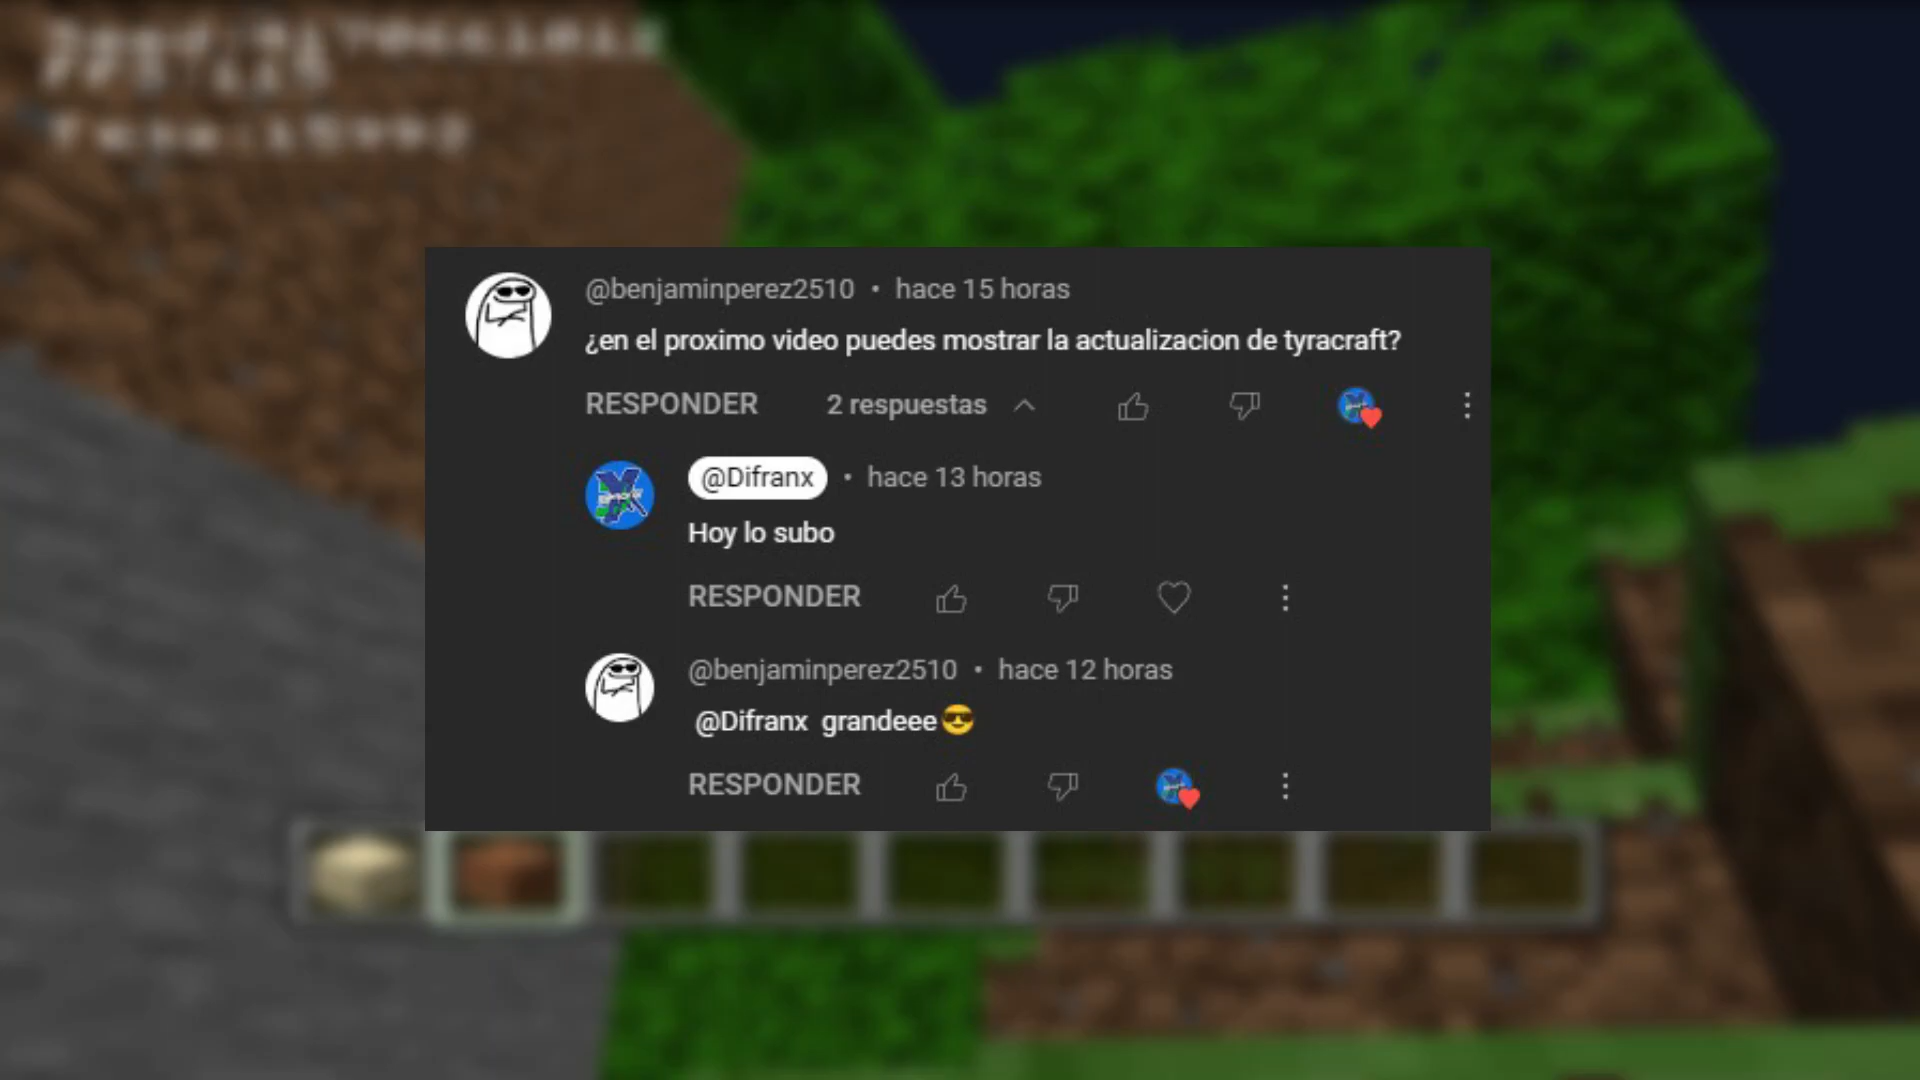 @benjaminperez2510 • hace 15 horas
¿en el proximo video puedes mostrar la actualizacion de tyracraft?
RESPONDER 2 respuestas
@Difranx • hace 13 horas
Hoy lo subo
RESPONDER
@benjaminperez2510 • hace 12 horas
@Difranx grandeee😎
RESPONDER